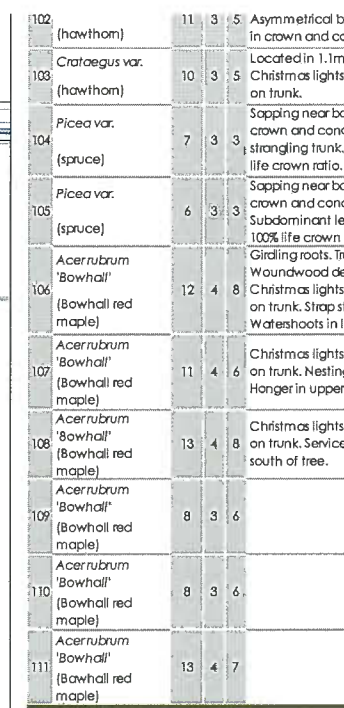 102 (hawthorn) 11 3 5 Asymmetrical b
in crown and co
103 Crataegus var. (hawthorn) 10 3 5 Located in 1.1m
Christmas lights
on trunk.
104 Picea var. (spruce) 7 3 3 Sapping near ba
crown and cond
strangling trunk.
life crown ratio.
105 Picea var. (spruce) 6 3 3 Sapping near ba
crown and cond
Subdominant le
100% life crown
106 Acer rubrum 'Bowhall' (Bowhall red maple) 12 4 8 Girdling roots. Tr
Woundwood de
Christmas lights
on trunk. Strap st
Watershoots in l
107 Acer rubrum 'Bowhall' (Bowhall red maple) 11 4 6 Christmas lights
on trunk. Nesting
Honger in upper
108 Acer rubrum 'Bowhall' (Bowhall red maple) 13 4 8 Christmas lights
on trunk. Service
south of tree.
109 Acer rubrum 'Bowhall' (Bowhall red maple) 8 3 6
110 Acer rubrum 'Bowhall' (Bowhall red maple) 8 3 6
111 Acer rubrum 'Bowhall' (Bowhall red maple) 13 4 7